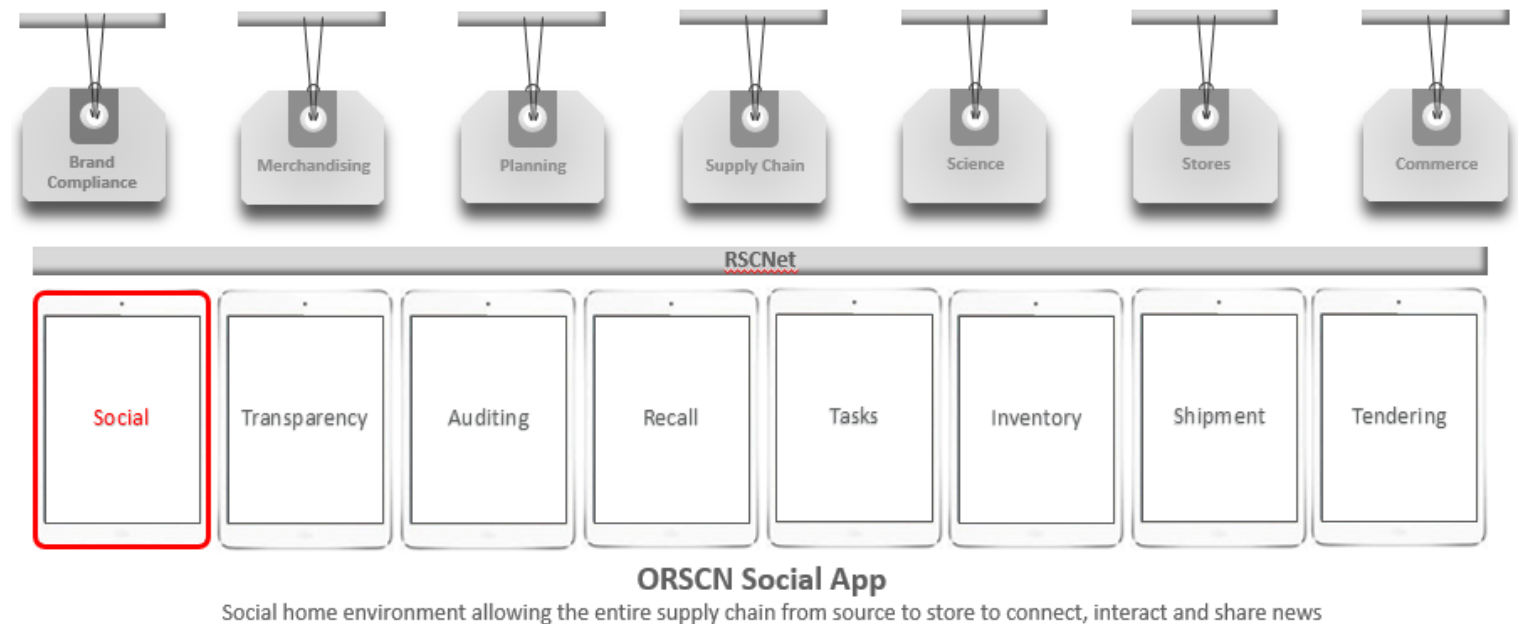 Brand
Compliance
Merchandising
Planning
Supply Chain
Science
Stores
Commerce
RSCNet
Social
Transparency
Auditing
Recall
Tasks
Inventory
Shipment
Tendering
ORSCN Social App
Social home environment allowing the entire supply chain from source to store to connect, interact and share news